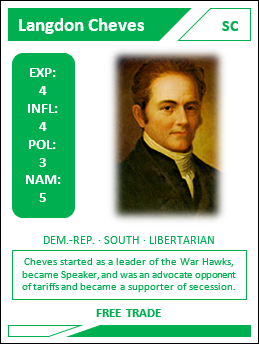 Langdon Cheves
SC
EXP:
4
INFL:
4
POL:
3
NAM:
5
DEM.-REP. · SOUTH · LIBERTARIAN
Cheves started as a leader of the War Hawks,
became Speaker, and was an advocate opponent
of tariffs and became a supporter of secession.
FREE TRADE